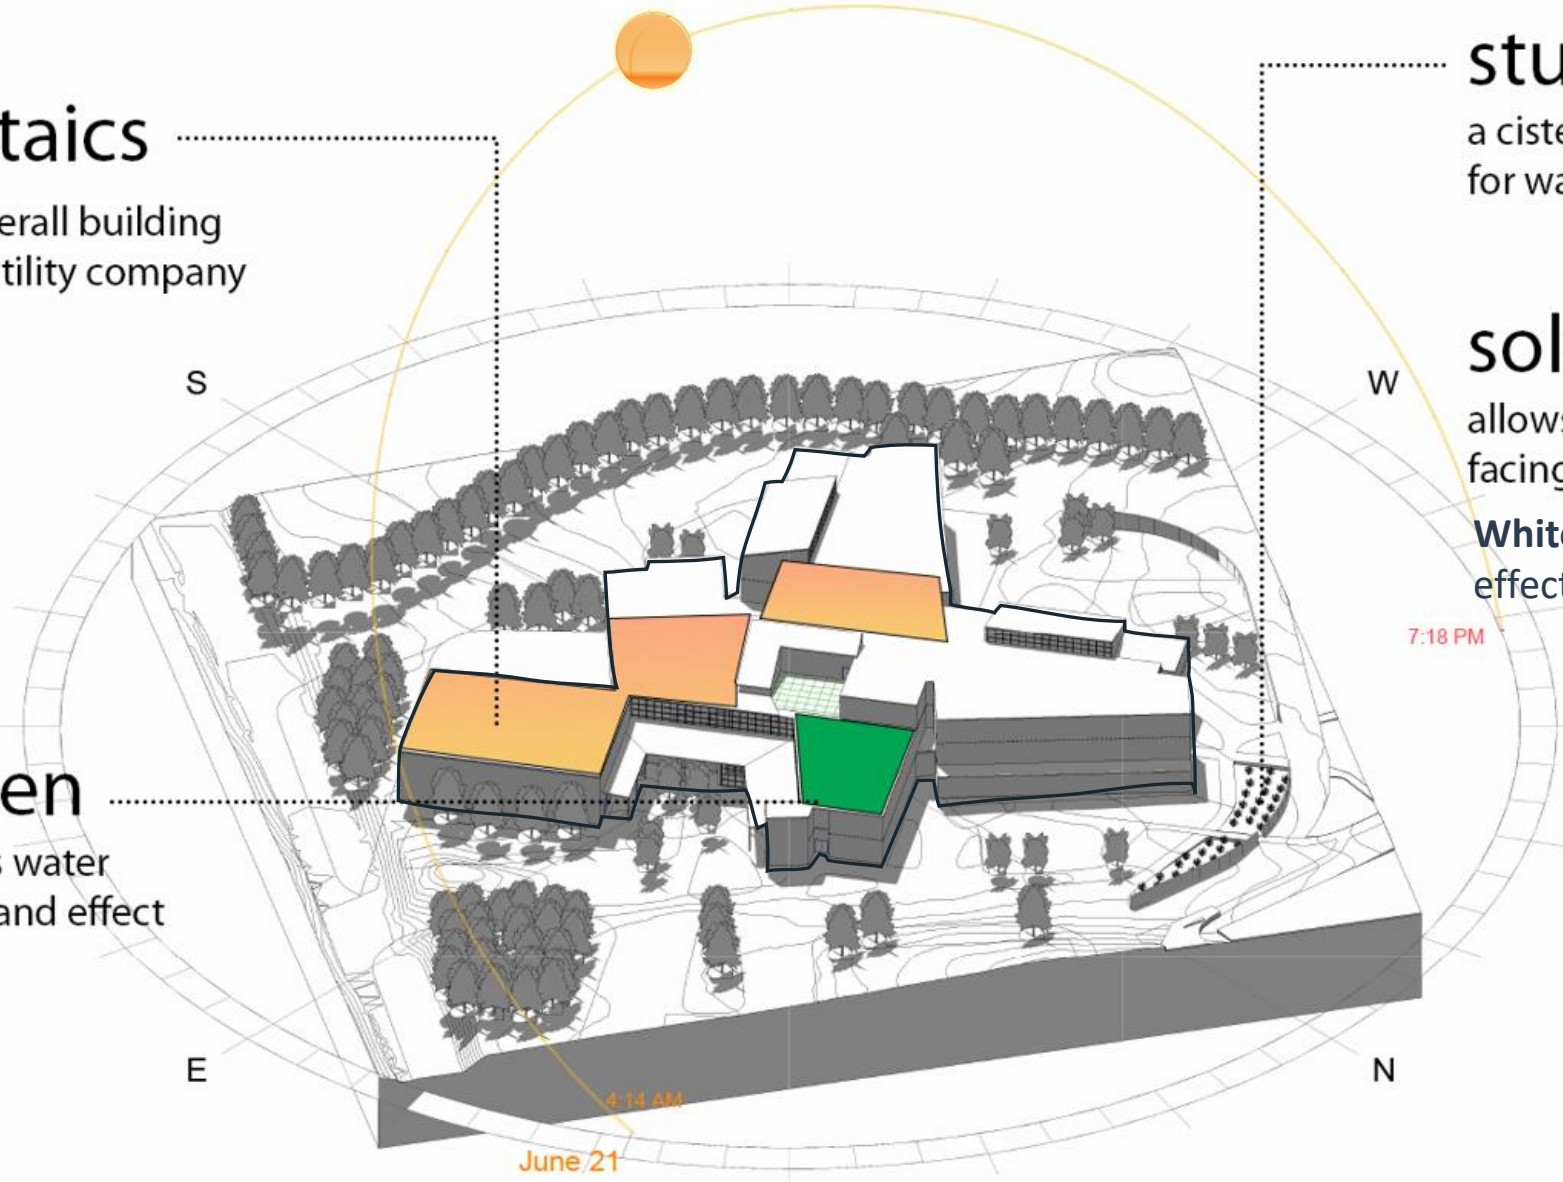 taics
erall building
tility company
stu
a ciste
for wa
S
W
sol
allows
facing
White
effect
7:18 PM
en
s water
and effect
E
N
4:14 AM
June 21